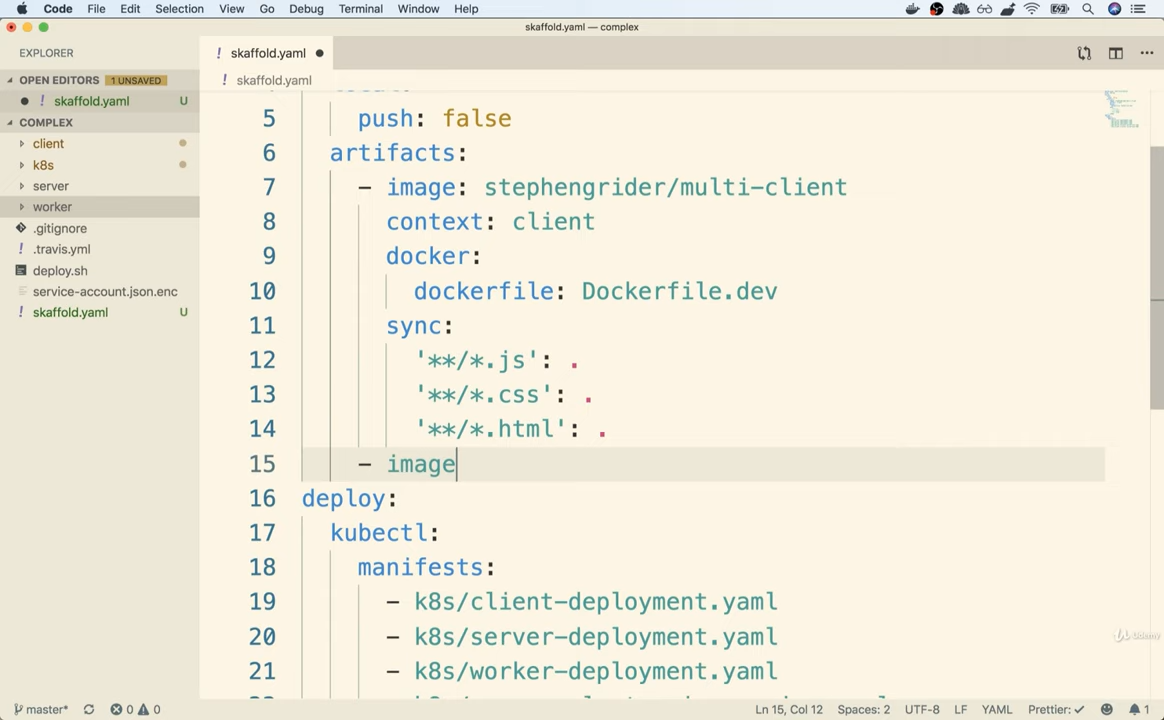 Code File Edit Selection View Go Debug Terminal Window Help
skaffold.yaml — complex
EXPLORER
! skaffold.yaml ●
OPEN EDITORS 1 UNSAVED
! skaffold.yaml
● ! skaffold.yaml U
COMPLEX
client
k8s
server
worker
.gitignore
.travis.yml
deploy.sh
service-account.json.enc
! skaffold.yaml U
5 push: false
6 artifacts:
7 - image: stephengrider/multi-client
8 context: client
9 docker:
10 dockerfile: Dockerfile.dev
11 sync:
12 '**/*.js': .
13 '**/*.css': .
14 '**/*.html': .
15 - image
16 deploy:
17 kubectl:
18 manifests:
19 - k8s/client-deployment.yaml
20 - k8s/server-deployment.yaml
21 - k8s/worker-deployment.yaml
Udemy
master* 0 0 Ln 15, Col 12 Spaces: 2 UTF-8 LF YAML Prettier: ✓ 1